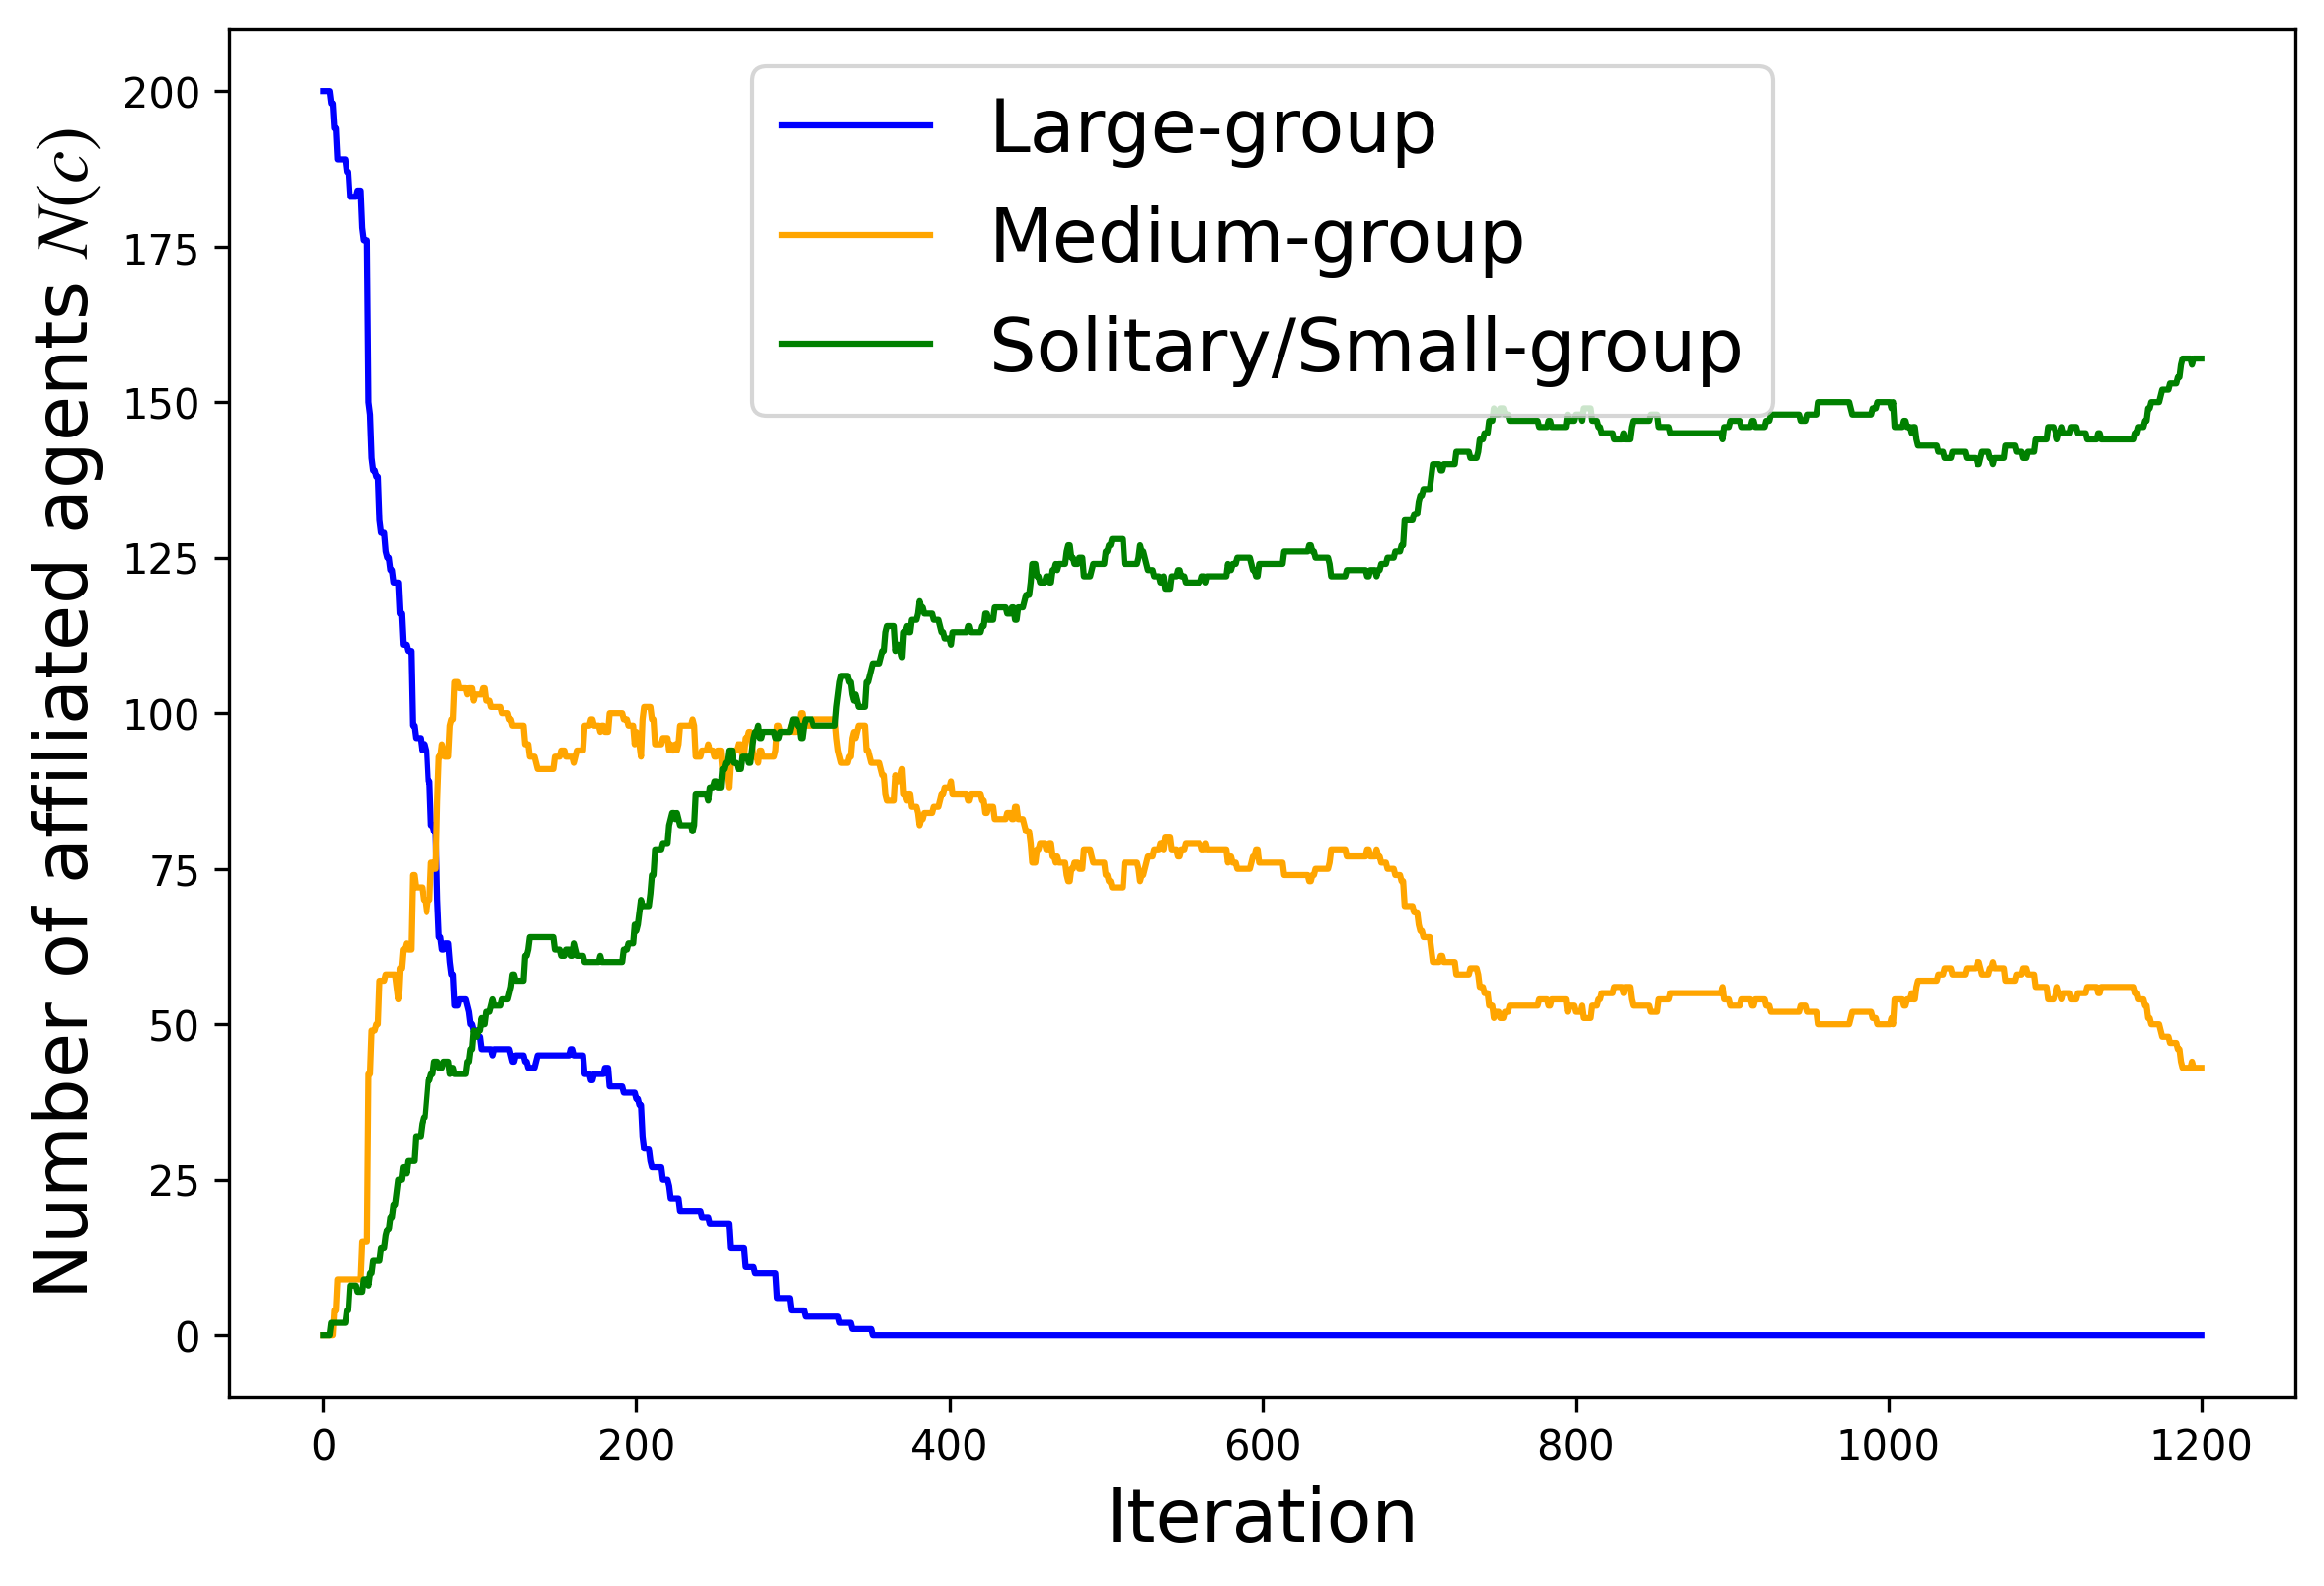 Number of affiliated agents N(c)
200
175
150
125
100
75
50
25
0
Large-group
Medium-group
Solitary/Small-group
0 200 400 600 800 1000 1200
Iteration